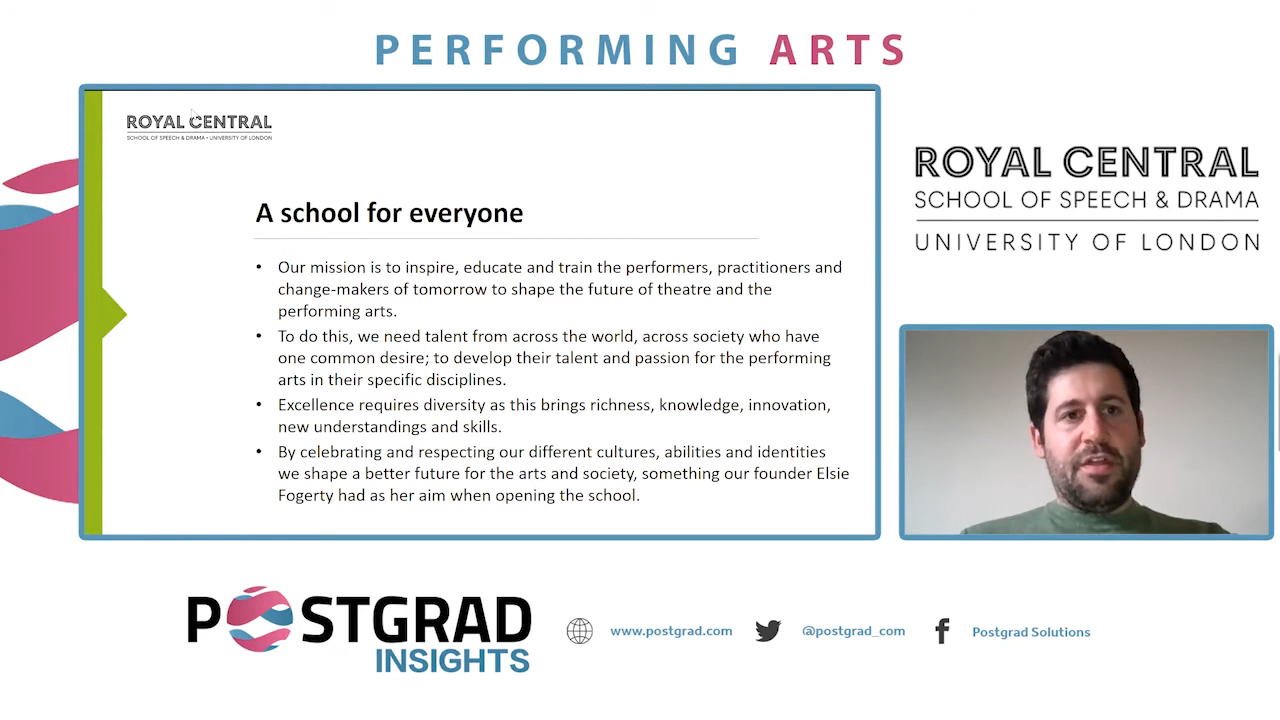 PERFORMING ARTS
ROYAL CENTRAL
SCHOOL OF SPEECH & DRAMA • UNIVERSITY OF LONDON
A school for everyone
• Our mission is to inspire, educate and train the performers, practitioners and
change-makers of tomorrow to shape the future of theatre and the
performing arts.
• To do this, we need talent from across the world, across society who have
one common desire; to develop their talent and passion for the performing
arts in their specific disciplines.
• Excellence requires diversity as this brings richness, knowledge, innovation,
new understandings and skills.
• By celebrating and respecting our different cultures, abilities and identities
we shape a better future for the arts and society, something our founder Elsie
Fogerty had as her aim when opening the school.
ROYAL CENTRAL
SCHOOL OF SPEECH & DRAMA
UNIVERSITY OF LONDON
POSTGRAD
INSIGHTS
www.postgrad.com
@postgrad_com
Postgrad Solutions